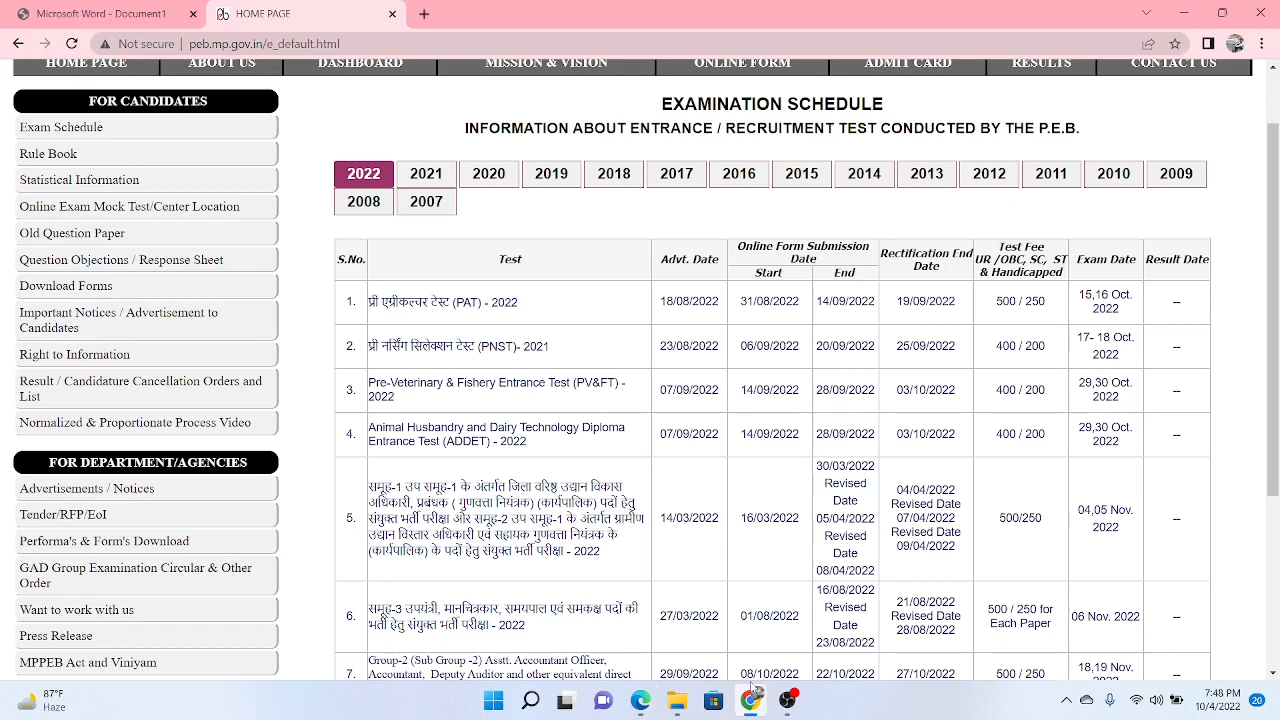 Microsoft Word - Document1
HOME PAGE
Not secure
peb.mp.gov.in/e_default.html
HOME PAGE
ABOUT US
DASHBOARD
MISSION & VISION
ONLINE FORM
ADMIT CARD
RESULTS
CONTACT US
FOR CANDIDATES
Exam Schedule
Rule Book
Statistical Information
Online Exam Mock Test/Center Location
Old Question Paper
Question Objections / Response Sheet
Download Forms
Important Notices / Advertisement to
Candidates
Right to Information
Result / Candidature Cancellation Orders and
List
Normalized & Proportionate Process Video
FOR DEPARTMENT/AGENCIES
Advertisements / Notices
Tender/RFP/EoI
Performa's & Form's Download
GAD Group Examination Circular & Other
Order
Want to work with us
Press Release
MPPEB Act and Viniyam
EXAMINATION SCHEDULE
INFORMATION ABOUT ENTRANCE / RECRUITMENT TEST CONDUCTED BY THE P.E.B.
2022 2021 2020 2019 2018 2017 2016 2015 2014 2013 2012 2011 2010 2009
2008 2007
S.No.
Test
Advt. Date
Online Form Submission
Date
Start
End
Rectification End
Date
Test Fee
UR /OBC, SC, ST
& Handicapped
Exam Date
Result Date
1.
प्री एग्रीकल्चर टेस्ट (PAT) - 2022
18/08/2022
31/08/2022
14/09/2022
19/09/2022
500 / 250
15,16 Oct.
2022
--
2.
प्री नर्सिंग सिलेक्शन टेस्ट (PNST)- 2021
23/08/2022
06/09/2022
20/09/2022
25/09/2022
400 / 200
17- 18 Oct.
2022
--
3.
Pre-Veterinary & Fishery Entrance Test (PV&FT) -
2022
07/09/2022
14/09/2022
28/09/2022
03/10/2022
400 / 200
29,30 Oct.
2022
--
4.
Animal Husbandry and Dairy Technology Diploma
Entrance Test (ADDET) - 2022
07/09/2022
14/09/2022
28/09/2022
03/10/2022
400 / 200
29,30 Oct.
2022
--
5.
समूह-1 उप समूह-1 के अंतर्गत जिला वरिष्ठ उद्यान विकास
अधिकारी, प्रबंधक ( गुणवत्ता नियंत्रक) (कार्यपालिक) पदों हेतु
संयुक्त भर्ती परीक्षा और समूह-2 उप समूह-1 के अंतर्गत ग्रामीण
उद्यान विस्तार अधिकारी एवं सहायक गुणवत्ता नियंत्रक के
(कार्यपालिक) के पदों हेतु संयुक्त भर्ती परीक्षा - 2022
14/03/2022
16/03/2022
30/03/2022
Revised
Date
05/04/2022
Revised
Date
08/04/2022
04/04/2022
Revised Date
07/04/2022
Revised Date
09/04/2022
500/250
04,05 Nov.
2022
--
6.
समूह-3 उपयंत्री, मानचित्रकार, समयपाल एवं समकक्ष पदों की
भर्ती हेतु संयुक्त भर्ती परीक्षा - 2022
27/03/2022
01/08/2022
16/08/2022
Revised
Date
23/08/2022
21/08/2022
Revised Date
28/08/2022
500 / 250 for
Each Paper
06 Nov. 2022
--
7.
Group-2 (Sub Group -2) Asstt. Accountant Officer,
Accountant, Deputy Auditor and other equivalent direct
29/09/2022
08/10/2022
22/10/2022
27/10/2022
500 / 250
18,19 Nov.
2022
--
87°F
Haze
7:48 PM
10/4/2022
20